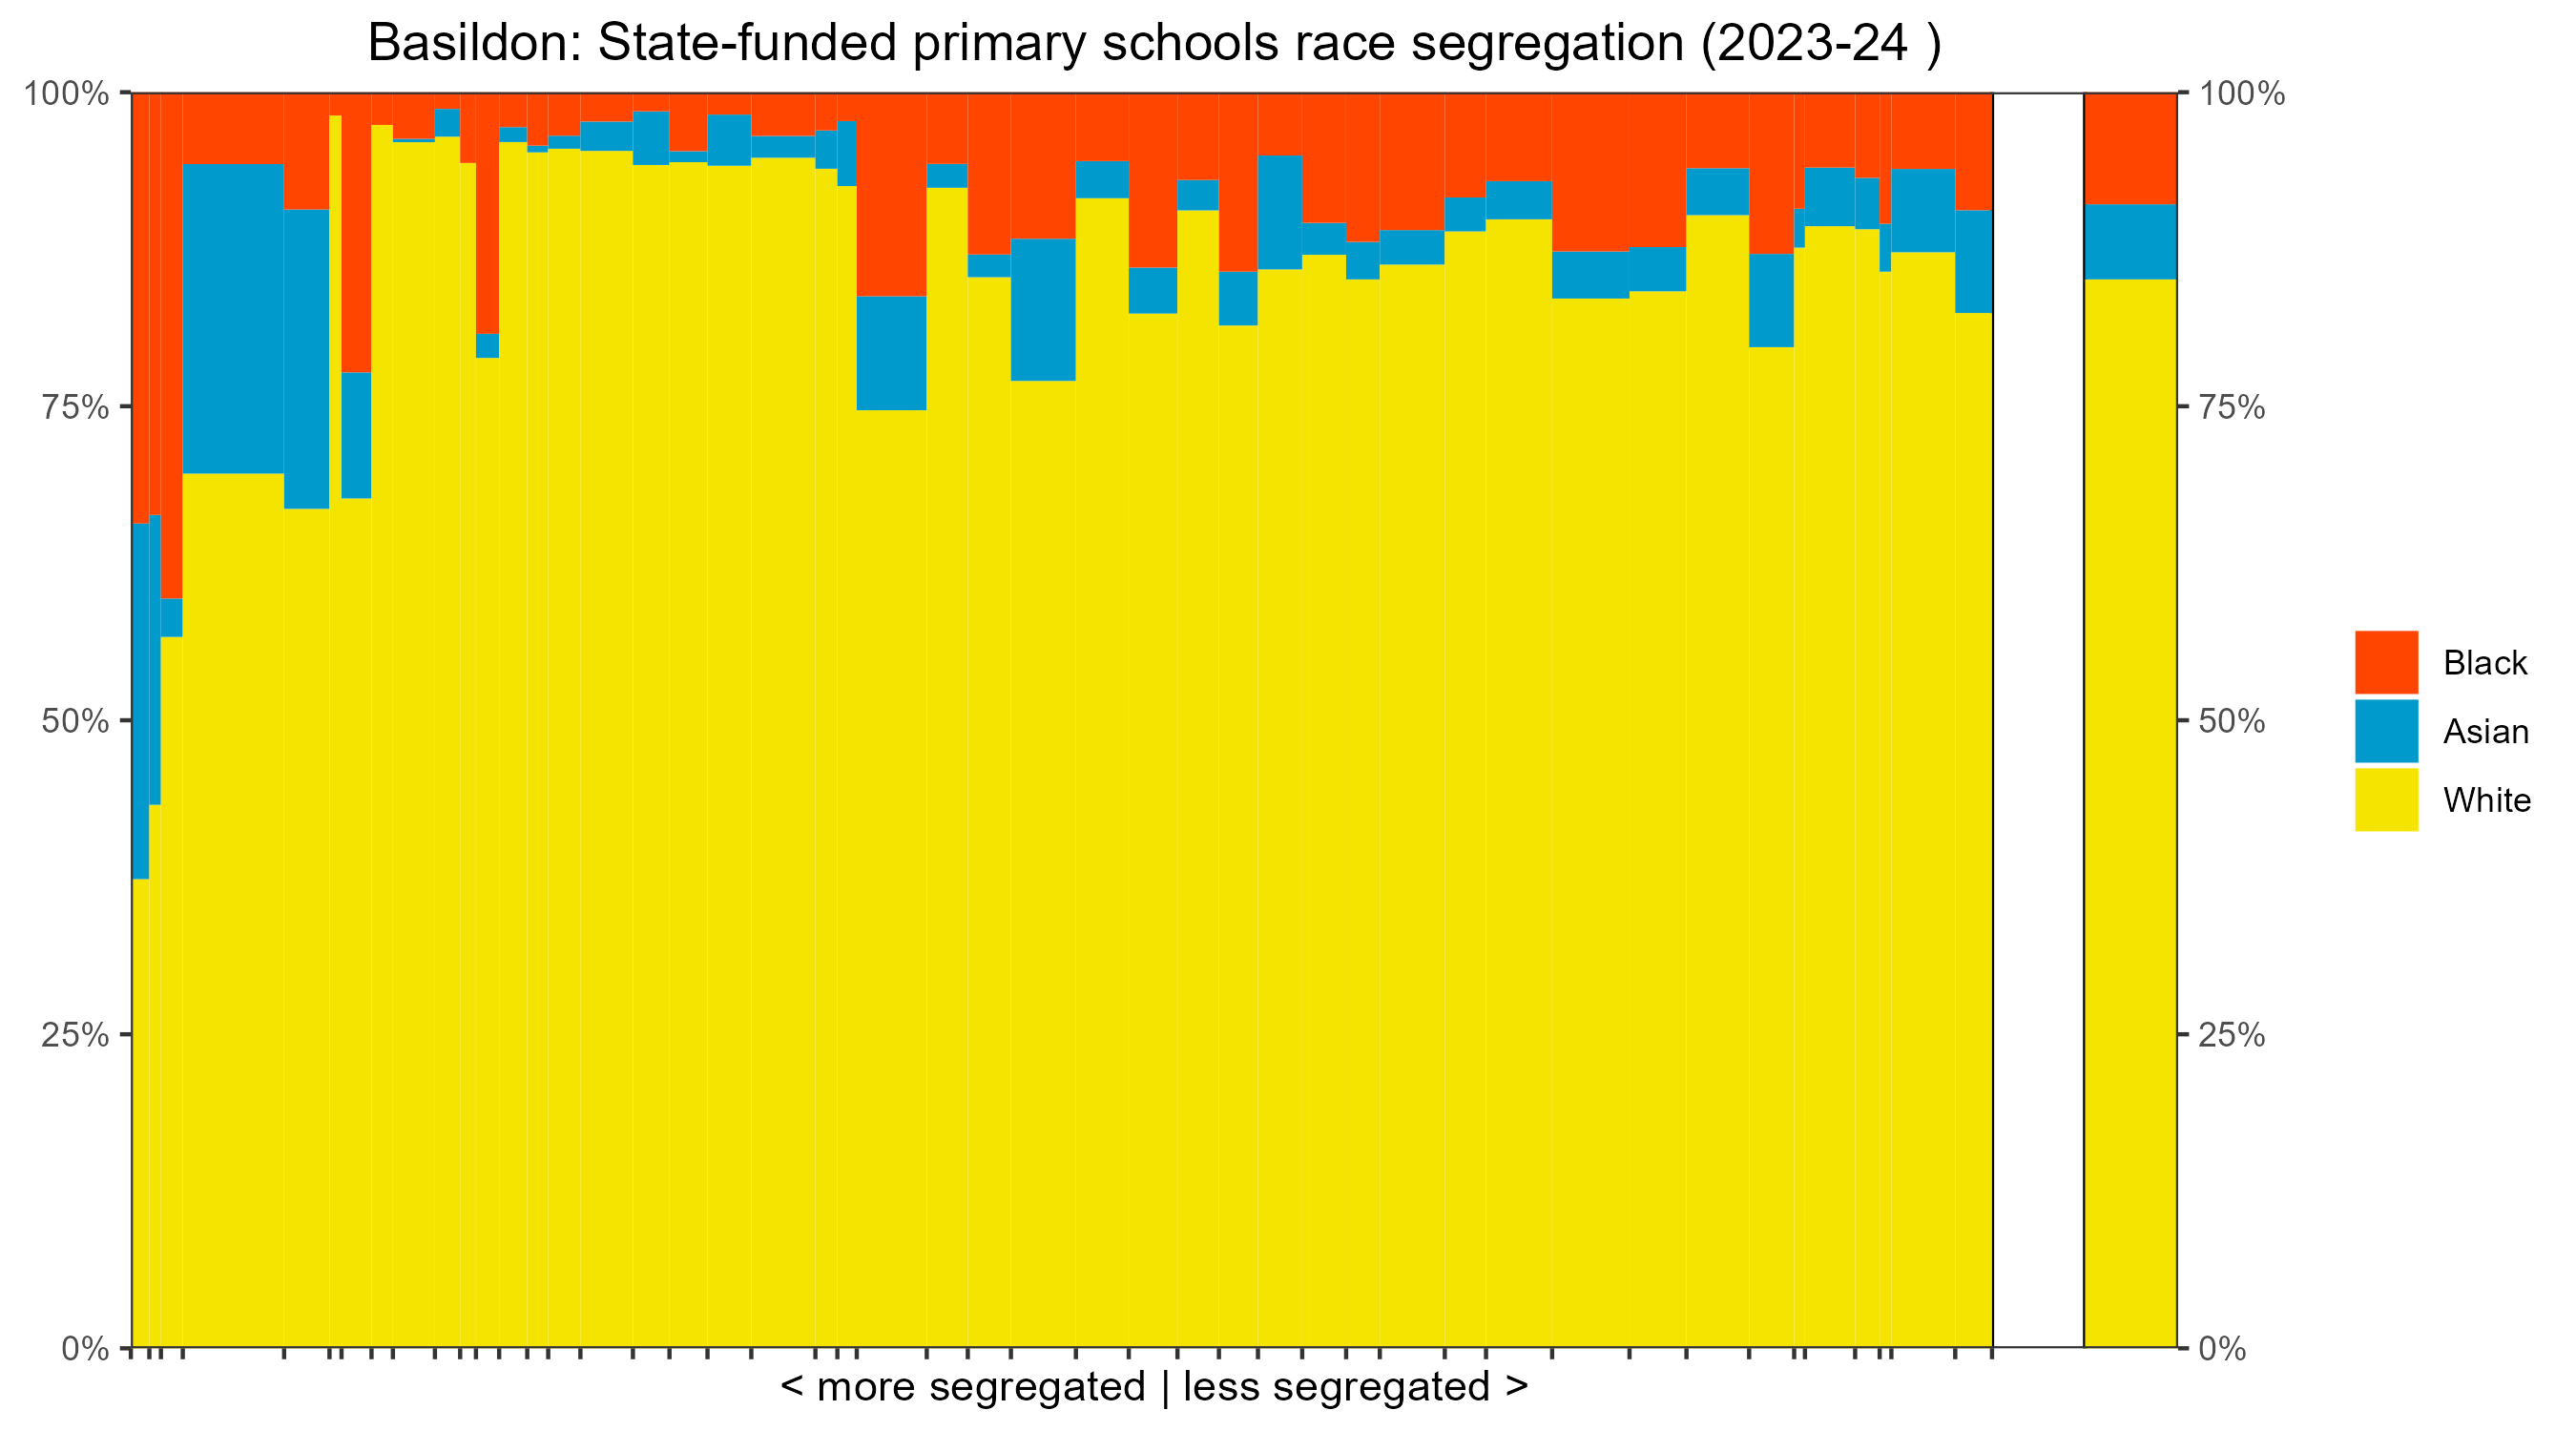 Basildon: State-funded primary schools race segregation (2023-24 )
100%
75%
50%
25%
0%
100%
75%
50%
25%
0%
Black
Asian
White
< more segregated | less segregated >